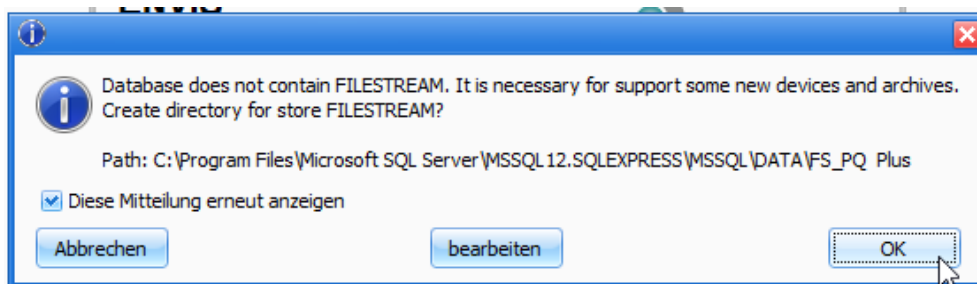 ENVIS
Database does not contain FILESTREAM. It is necessary for support some new devices and archives.
Create directory for store FILESTREAM?
Path: C:\Program Files\Microsoft SQL Server\MSSQL12.SQLEXPRESS\MSSQL\DATA\FS_PQ Plus
Diese Mitteilung erneut anzeigen
Abbrechen
bearbeiten
OK